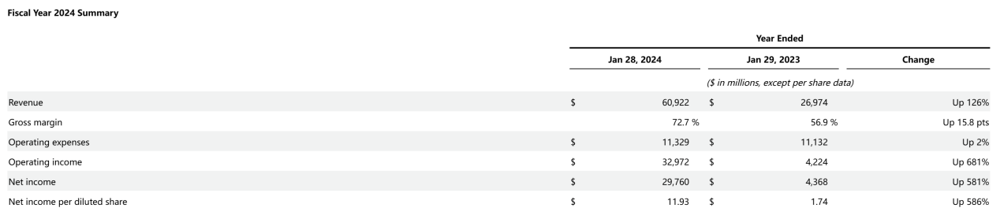 Fiscal Year 2024 Summary
Year Ended
Jan 28, 2024 Jan 29, 2023 Change
($ in millions, except per share data)
Revenue $ 60,922 $ 26,974 Up 126%
Gross margin 72.7 % 56.9 % Up 15.8 pts
Operating expenses $ 11,329 $ 11,132 Up 2%
Operating income $ 32,972 $ 4,224 Up 681%
Net income $ 29,760 $ 4,368 Up 581%
Net income per diluted share $ 11.93 $ 1.74 Up 586%